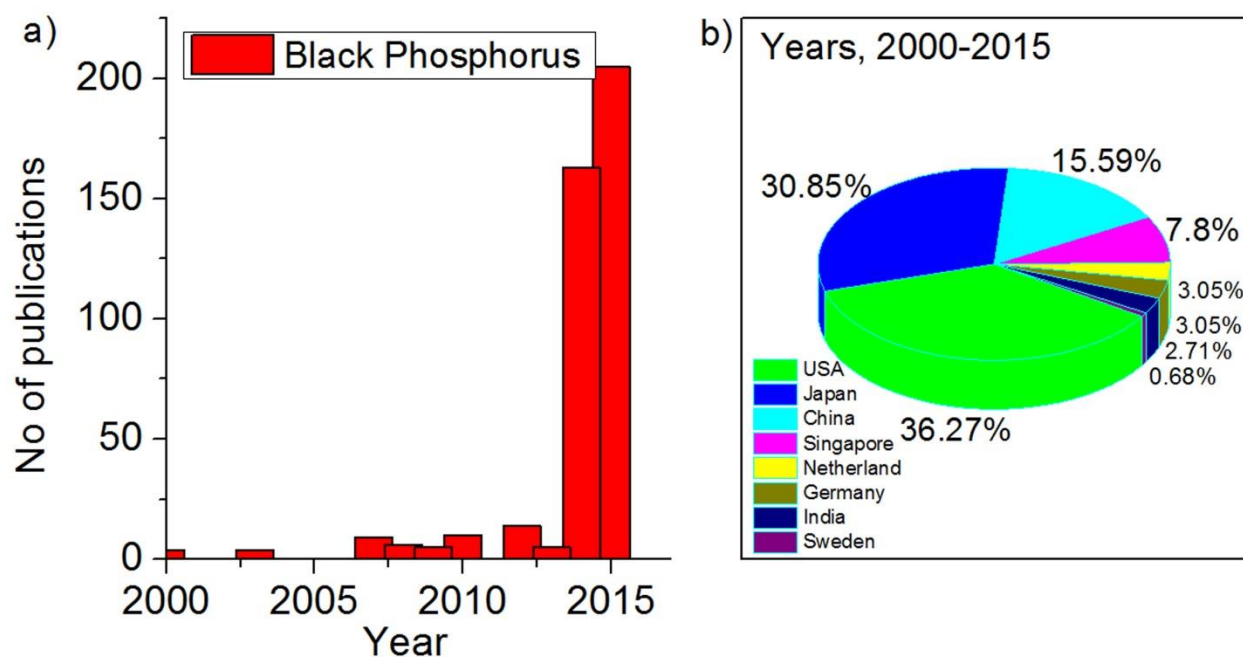 a)
Black Phosphorus
200
150
100
50
0
No of publications
2000 2005 2010 2015
Year
b)
Years, 2000-2015
15.59%
30.85%
7.8%
3.05%
3.05%
2.71%
0.68%
36.27%
USA
Japan
China
Singapore
Netherland
Germany
India
Sweden